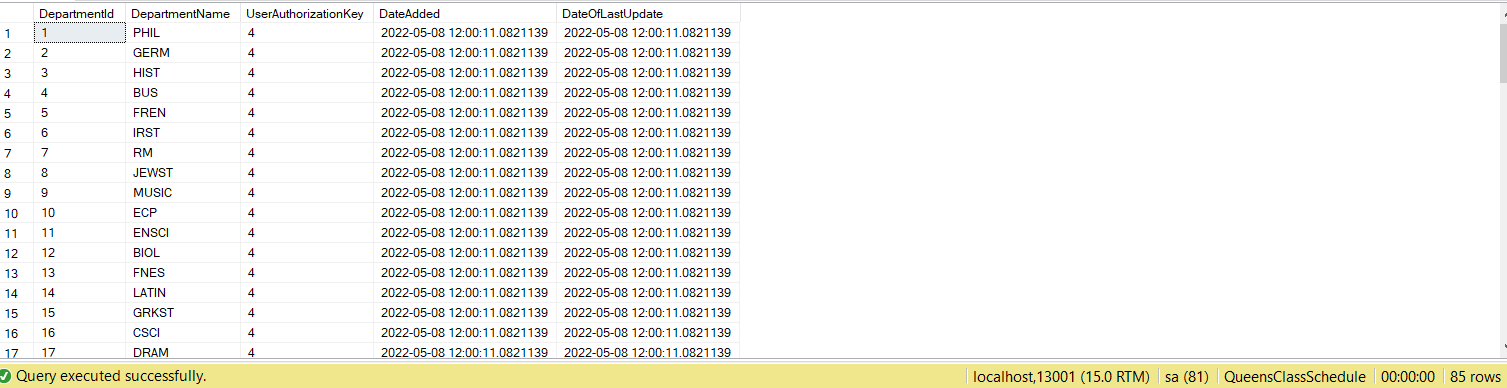 DepartmentId DepartmentName UserAuthorizationKey DateAdded DateOfLastUpdate
1 1 PHIL 4 2022-05-08 12:00:11.0821139 2022-05-08 12:00:11.0821139
2 2 GERM 4 2022-05-08 12:00:11.0821139 2022-05-08 12:00:11.0821139
3 3 HIST 4 2022-05-08 12:00:11.0821139 2022-05-08 12:00:11.0821139
4 4 BUS 4 2022-05-08 12:00:11.0821139 2022-05-08 12:00:11.0821139
5 5 FREN 4 2022-05-08 12:00:11.0821139 2022-05-08 12:00:11.0821139
6 6 IRST 4 2022-05-08 12:00:11.0821139 2022-05-08 12:00:11.0821139
7 7 RM 4 2022-05-08 12:00:11.0821139 2022-05-08 12:00:11.0821139
8 8 JEWST 4 2022-05-08 12:00:11.0821139 2022-05-08 12:00:11.0821139
9 9 MUSIC 4 2022-05-08 12:00:11.0821139 2022-05-08 12:00:11.0821139
10 10 ECP 4 2022-05-08 12:00:11.0821139 2022-05-08 12:00:11.0821139
11 11 ENSCI 4 2022-05-08 12:00:11.0821139 2022-05-08 12:00:11.0821139
12 12 BIOL 4 2022-05-08 12:00:11.0821139 2022-05-08 12:00:11.0821139
13 13 FNES 4 2022-05-08 12:00:11.0821139 2022-05-08 12:00:11.0821139
14 14 LATIN 4 2022-05-08 12:00:11.0821139 2022-05-08 12:00:11.0821139
15 15 GRKST 4 2022-05-08 12:00:11.0821139 2022-05-08 12:00:11.0821139
16 16 CSCI 4 2022-05-08 12:00:11.0821139 2022-05-08 12:00:11.0821139
17 17 DRAM 4 2022-05-08 12:00:11.0821139 2022-05-08 12:00:11.0821139
Query executed successfully. localhost,13001 (15.0 RTM) sa (81) QueensClassSchedule 00:00:00 85 rows